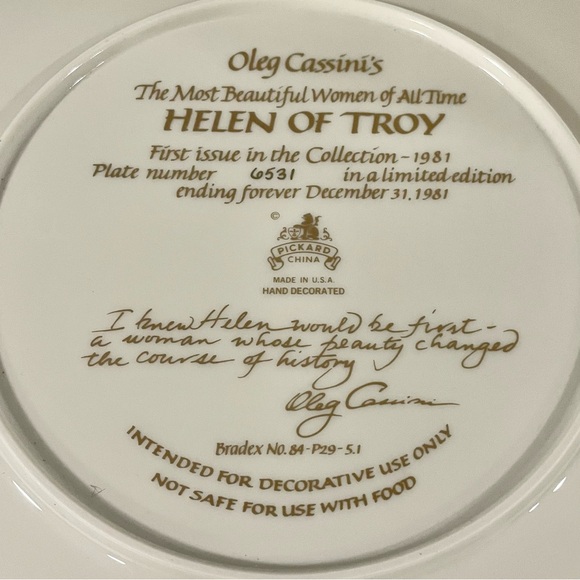 Oleg Cassini's
The Most Beautiful Women of All Time
HELEN OF TROY
First issue in the Collection - 1981
Plate number 6531 in a limited edition
ending forever December 31, 1981
©
PICKARD
CHINA
MADE IN U.S.A.
HAND DECORATED
I knew Helen would be first -
a woman whose beauty changed
the course of history
Oleg Cassini
Bradex No. 84-P29-5.1
INTENDED FOR DECORATIVE USE ONLY
NOT SAFE FOR USE WITH FOOD